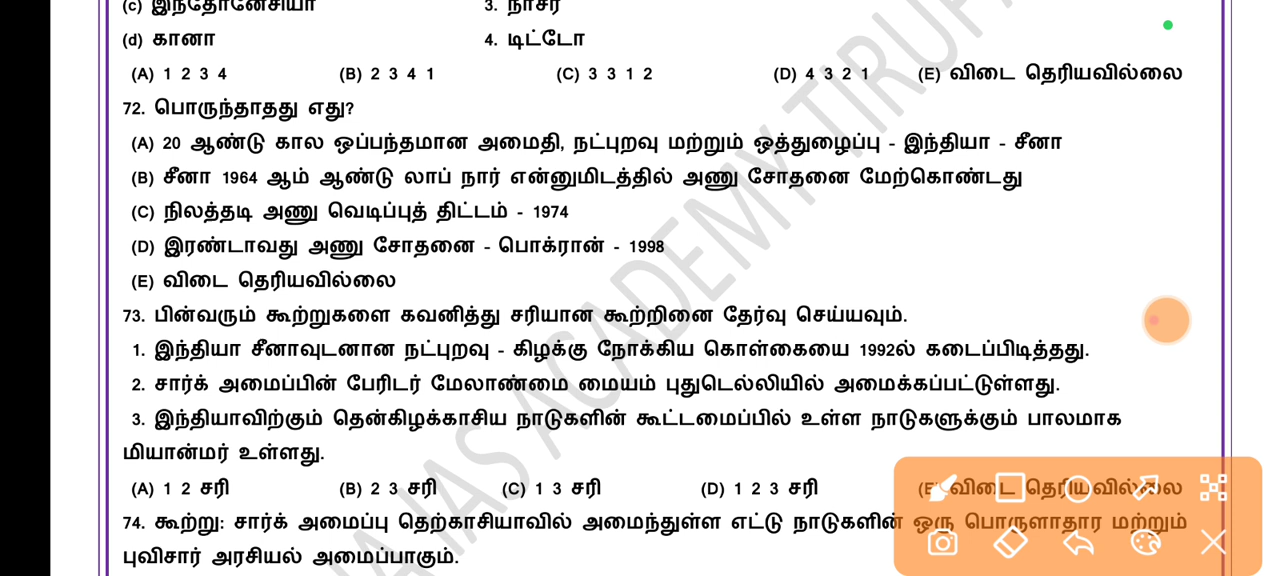 (c) இந்தோனேசியா 3. நாசர்
(d) கானா 4. டிட்டோ
(A) 1 2 3 4 (B) 2 3 4 1 (C) 3 3 1 2 (D) 4 3 2 1 (E) விடை தெரியவில்லை
72. பொருந்தாதது எது?
(A) 20 ஆண்டு கால ஒப்பந்தமான அமைதி, நட்புறவு மற்றும் ஒத்துழைப்பு - இந்தியா - சீனா
(B) சீனா 1964 ஆம் ஆண்டு லாப் நார் என்னுமிடத்தில் அணு சோதனை மேற்கொண்டது
(C) நிலத்தடி அணு வெடிப்புத் திட்டம் - 1974
(D) இரண்டாவது அணு சோதனை - பொக்ரான் - 1998
(E) விடை தெரியவில்லை
73. பின்வரும் கூற்றுகளை கவனித்து சரியான கூற்றினை தேர்வு செய்யவும்.
1. இந்தியா சீனாவுடனான நட்புறவு - கிழக்கு நோக்கிய கொள்கையை 1992ல் கடைப்பிடித்தது.
2. சார்க் அமைப்பின் பேரிடர் மேலாண்மை மையம் புதுடெல்லியில் அமைக்கப்பட்டுள்ளது.
3. இந்தியாவிற்கும் தென்கிழக்காசிய நாடுகளின் கூட்டமைப்பில் உள்ள நாடுகளுக்கும் பாலமாக
மியான்மர் உள்ளது.
(A) 1 2 சரி (B) 2 3 சரி (C) 1 3 சரி (D) 1 2 3 சரி (E) விடை தெரியவில்லை
74. கூற்று: சார்க் அமைப்பு தெற்காசியாவில் அமைந்துள்ள எட்டு நாடுகளின் ஒரு பொருளாதார மற்றும்
புவிசார் அரசியல் அமைப்பாகும்.
IAS ACADEMY TIRUP